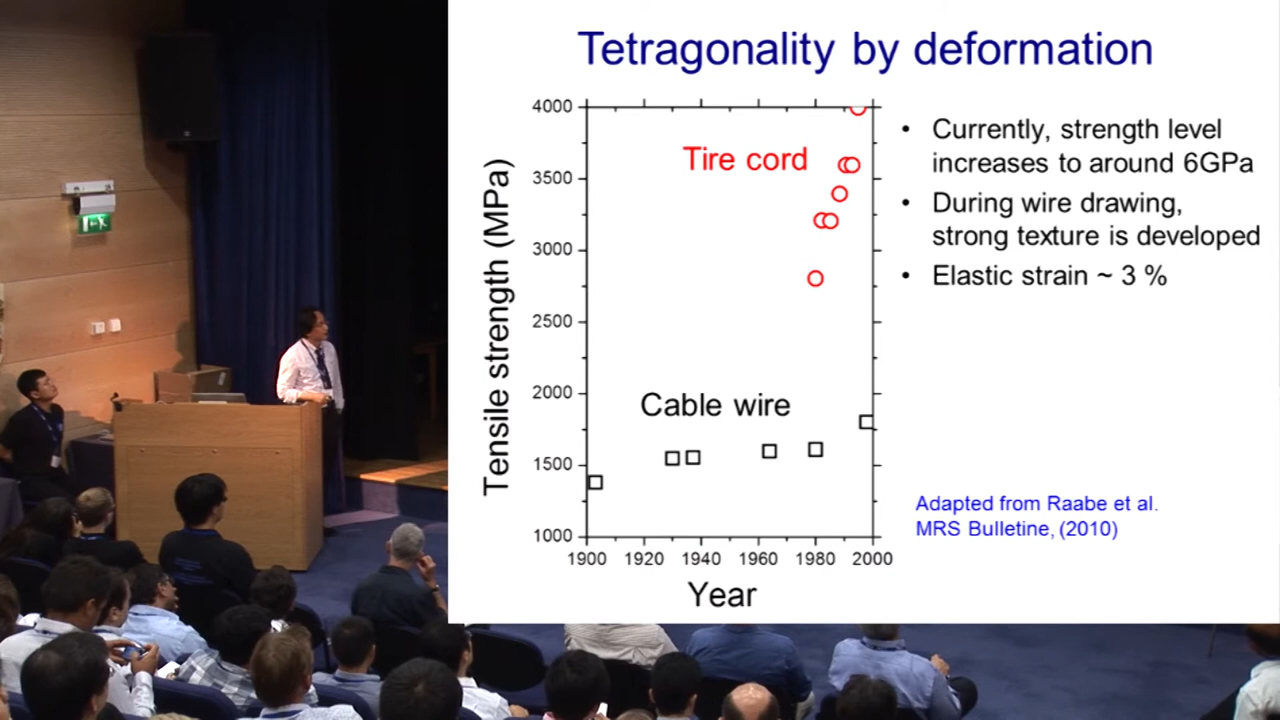 Tetragonality by deformation
Tensile strength (MPa)
4000
3500
3000
2500
2000
1500
1000
1900
1920
1940
1960
1980
2000
Year
Tire cord
Cable wire
• Currently, strength level
increases to around 6GPa
• During wire drawing,
strong texture is developed
• Elastic strain ~ 3 %
Adapted from Raabe et al.
MRS Bulletine, (2010)